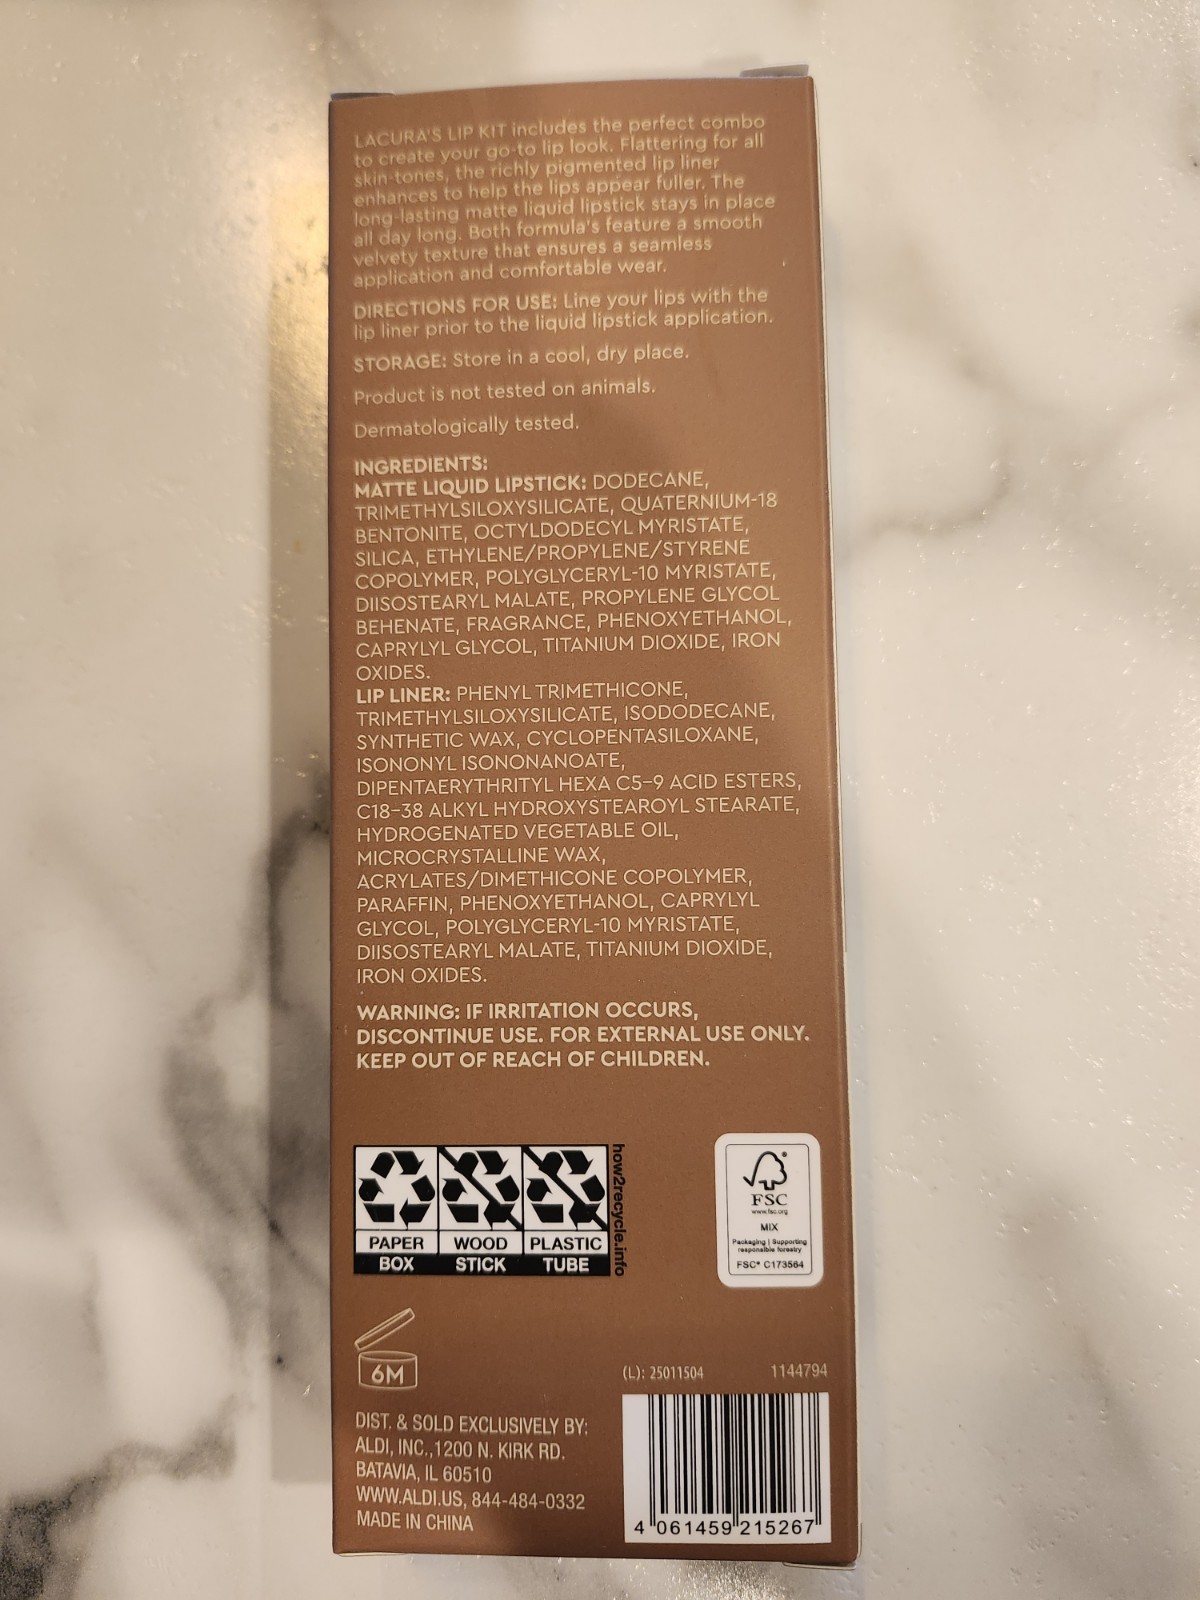 LACURA'S LIP KIT includes the perfect combo
to create your go-to lip look. Flattering for all
skin-tones, the richly pigmented lip liner
enhances to help the lips appear fuller. The
long-lasting matte liquid lipstick stays in place
all day long. Both formula's feature a smooth
velvety texture that ensures a seamless
application and comfortable wear.
DIRECTIONS FOR USE: Line your lips with the
lip liner prior to the liquid lipstick application.
STORAGE: Store in a cool, dry place.
Product is not tested on animals.
Dermatologically tested.
INGREDIENTS:
MATTE LIQUID LIPSTICK: DODECANE,
TRIMETHYLSILOXYSILICATE, QUATERNIUM-18
BENTONITE, OCTYLDODECYL MYRISTATE,
SILICA, ETHYLENE/PROPYLENE/STYRENE
COPOLYMER, POLYGLYCERYL-10 MYRISTATE,
DIISOSTEARYL MALATE, PROPYLENE GLYCOL
BEHENATE, FRAGRANCE, PHENOXYETHANOL,
CAPRYLYL GLYCOL, TITANIUM DIOXIDE, IRON
OXIDES.
LIP LINER: PHENYL TRIMETHICONE,
TRIMETHYLSILOXYSILICATE, ISODODECANE,
SYNTHETIC WAX, CYCLOPENTASILOXANE,
ISONONYL ISONONANOATE,
DIPENTAERYTHRITYL HEXA C5-9 ACID ESTERS,
C18-38 ALKYL HYDROXYSTEAROYL STEARATE,
HYDROGENATED VEGETABLE OIL,
MICROCRYSTALLINE WAX,
ACRYLATES/DIMETHICONE COPOLYMER,
PARAFFIN, PHENOXYETHANOL, CAPRYLYL
GLYCOL, POLYGLYCERYL-10 MYRISTATE,
DIISOSTEARYL MALATE, TITANIUM DIOXIDE,
IRON OXIDES.
WARNING: IF IRRITATION OCCURS,
DISCONTINUE USE. FOR EXTERNAL USE ONLY.
KEEP OUT OF REACH OF CHILDREN.
PAPER WOOD PLASTIC
BOX STICK TUBE
how2recycle.info
FSC
www.fsc.org
MIX
Packaging | Supporting
responsible forestry
FSC® C173564
6M
(L): 25011504 1144794
DIST. & SOLD EXCLUSIVELY BY:
ALDI, INC.,1200 N. KIRK RD.
BATAVIA, IL 60510
WWW.ALDI.US, 844-484-0332
MADE IN CHINA
4 061459 215267